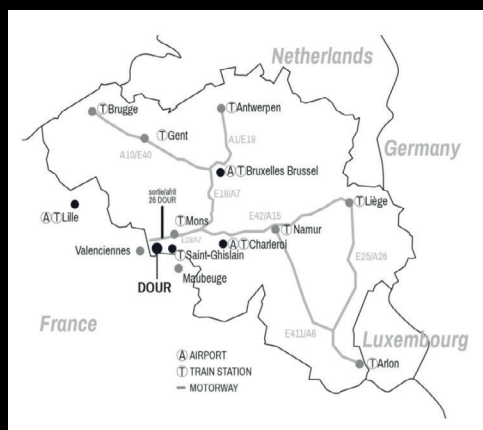 Netherlands
Ⓣ Brugge
Ⓣ Antwerpen
Ⓣ Gent
A1/E19
A10/E40
Germany
Ⓐ Ⓣ Bruxelles Brussel
sortie/afrit
26 DOUR
E19/A7
Ⓐ Ⓣ Lille
Ⓣ Liège
Ⓣ Mons
E42/A15
Ⓣ Namur
E19/A7
Ⓐ Ⓣ Charleroi
Valenciennes
Ⓣ Saint-Ghislain
E25/A26
Maubeuge
DOUR
France
Luxembourg
E411/A6
Ⓐ AIRPORT
Ⓣ TRAIN STATION
MOTORWAY
Ⓣ Arlon